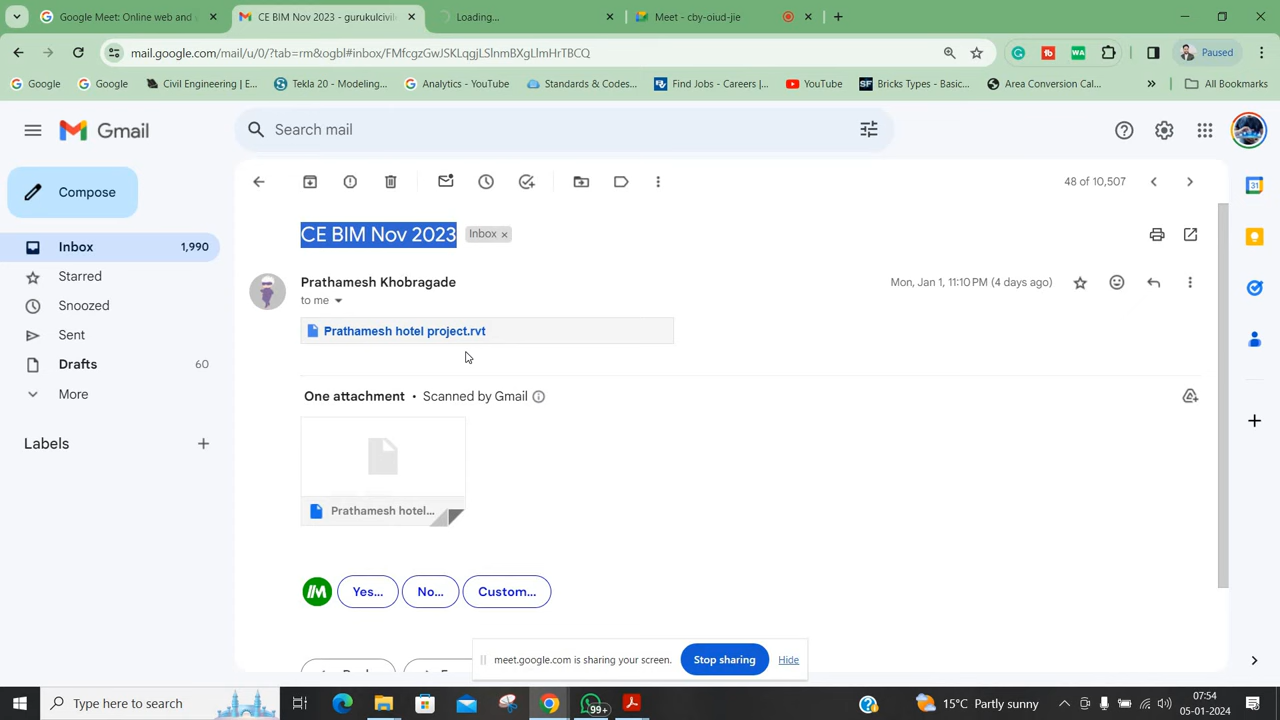 Google Meet: Online web and
CE BIM Nov 2023 - gurukulcivil
Loading...
Meet - cby-oiud-jie
mail.google.com/mail/u/0/?tab=rm&ogbl#inbox/FMfcgzGwJSKLqgjLSlnmBXgLlmHrTBCQ
Paused
Google
Google
Civil Engineering | E...
Tekla 20 - Modeling...
Analytics - YouTube
Standards & Codes...
Find Jobs - Careers |...
YouTube
Bricks Types - Basic...
Area Conversion Cal...
»
All Bookmarks
Gmail
Search mail
Compose
48 of 10,507
Inbox 1,990
Starred
Snoozed
Sent
Drafts 60
More
Labels
CE BIM Nov 2023
Inbox ×
Prathamesh Khobragade
Mon, Jan 1, 11:10 PM (4 days ago)
to me
Prathamesh hotel project.rvt
One attachment • Scanned by Gmail
Prathamesh hotel...
Yes...
No...
Custom...
meet.google.com is sharing your screen.
Stop sharing
Hide
Type here to search
99+
15°C Partly sunny
07:54
05-01-2024